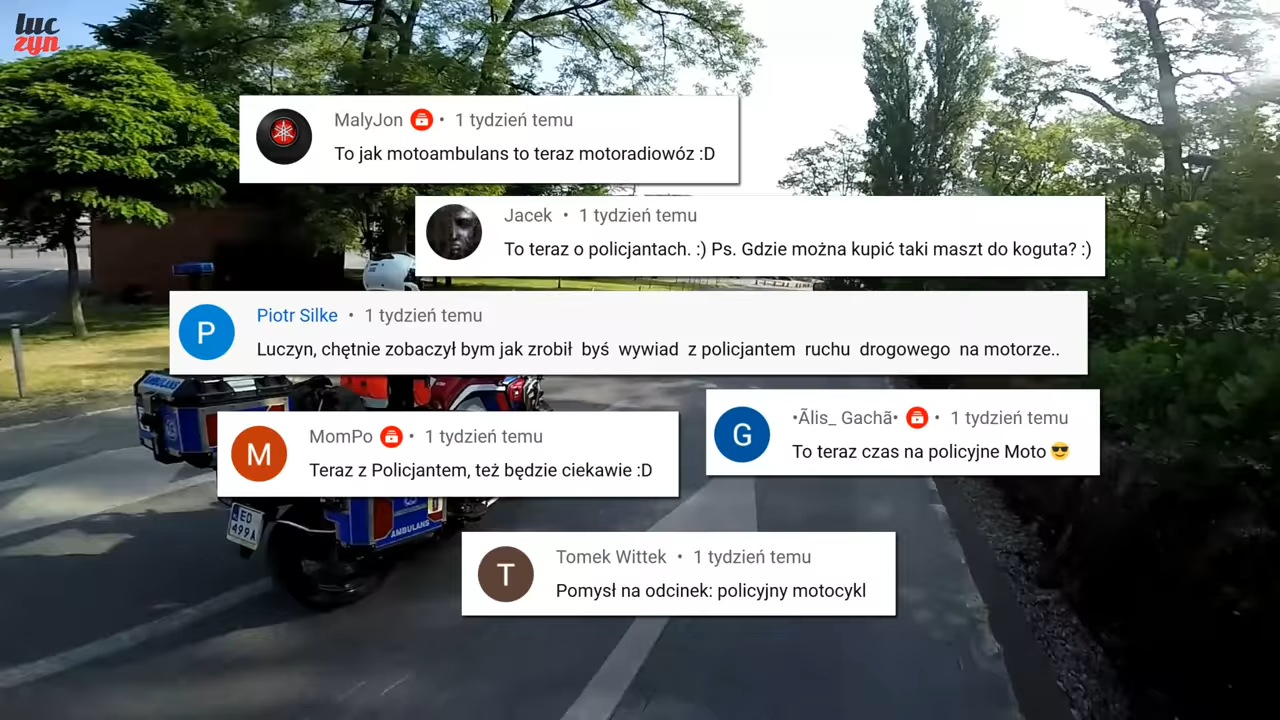 luc
zyn
MalyJon • 1 tydzień temu
To jak motoambulans to teraz motoradiowóz :D
Jacek • 1 tydzień temu
To teraz o policjantach. :) Ps. Gdzie można kupić taki maszt do koguta? :)
P
Piotr Silke • 1 tydzień temu
Luczyn, chętnie zobaczył bym jak zrobił byś wywiad z policjantem ruchu drogowego na motorze..
AMBULANS
M
MomPo • 1 tydzień temu
Teraz z Policjantem, też będzie ciekawie :D
G
•Ãlis_ Gachã• • 1 tydzień temu
To teraz czas na policyjne Moto 😎
ED
499A
AMBULANS
T
Tomek Wittek • 1 tydzień temu
Pomysł na odcinek: policyjny motocykl